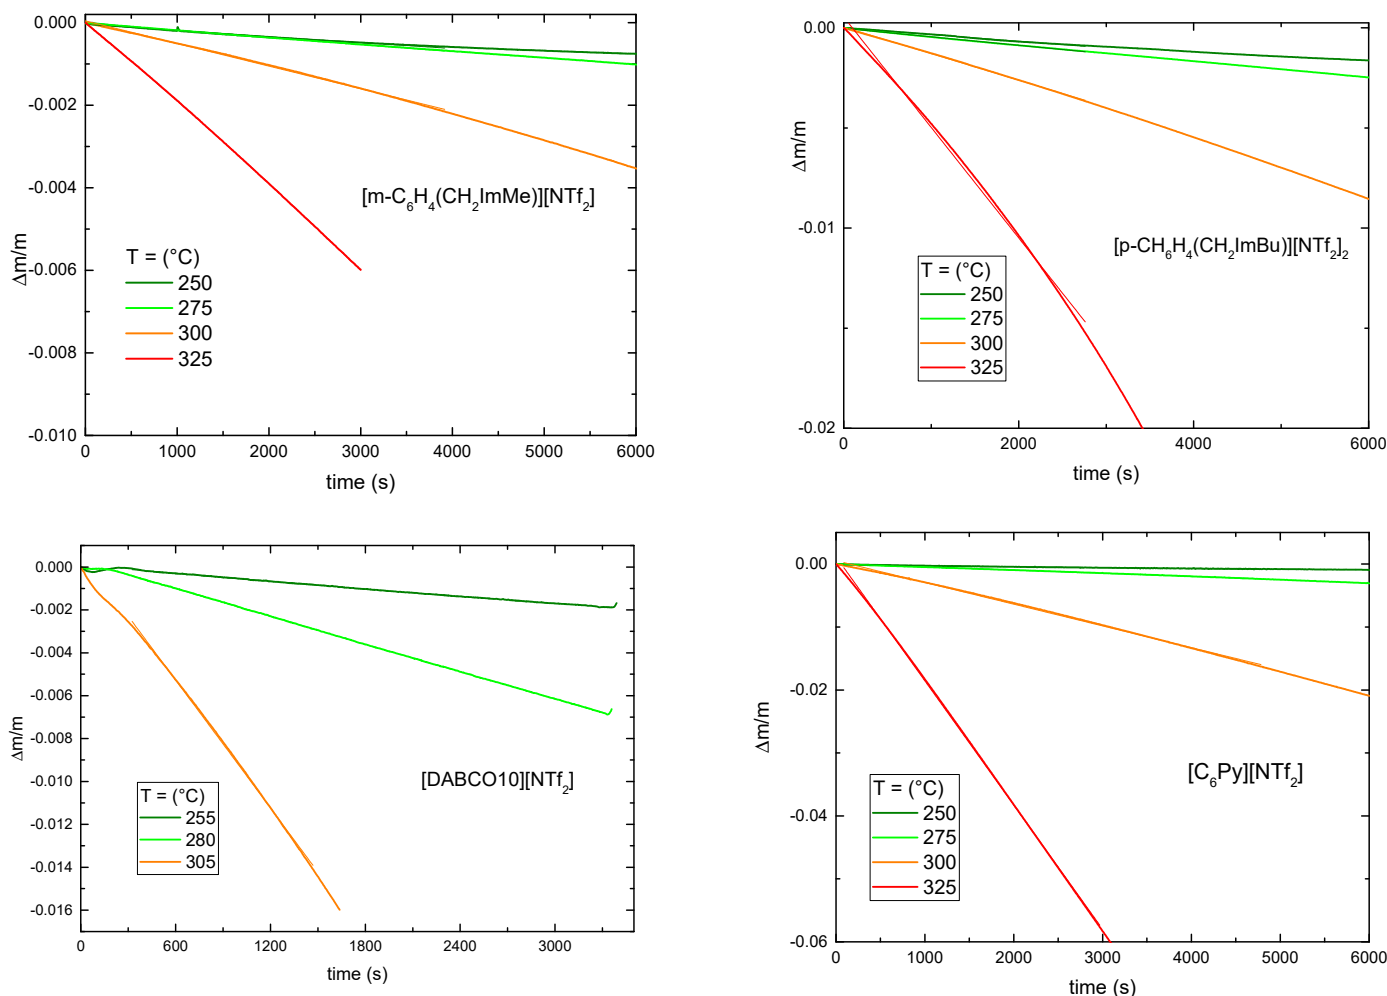 0.000
-0.002
-0.004
-0.006
-0.008
-0.010
Δm/m
[m-C₆H₄(CH₂ImMe)][NTf₂]
T = (°C)
250
275
300
325
0 1000 2000 3000 4000 5000 6000
time (s)
0.00
-0.01
-0.02
Δm/m
[p-CH₆H₄(CH₂ImBu)][NTf₂]₂
T = (°C)
250
275
300
325
0 2000 4000 6000
time (s)
0.000
-0.002
-0.004
-0.006
-0.008
-0.010
-0.012
-0.014
-0.016
Δm/m
[DABCO10][NTf₂]
T = (°C)
255
280
305
0 600 1200 1800 2400 3000
time (s)
0.00
-0.02
-0.04
-0.06
Δm/m
[C₆Py][NTf₂]
T = (°C)
250
275
300
325
0 1000 2000 3000 4000 5000 6000
time (s)